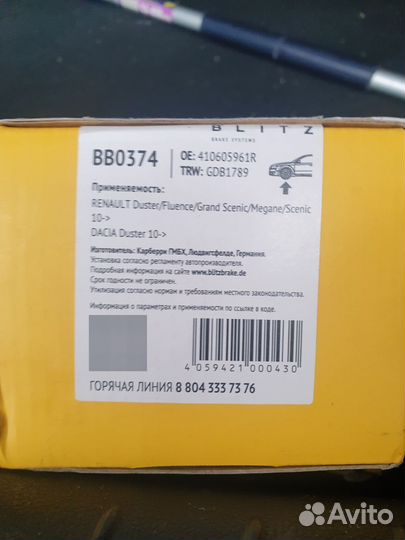 BLITZ
BRAKE SYSTEMS
BB0374
OE: 410605961R
TRW: GDB1789
Применяемость:
RENAULT Duster/Fluence/Grand Scenic/Megane/Scenic
10->
DACIA Duster 10->
Изготовитель: Карберри ГМБХ, Людвигсфельде, Германия.
Установка согласно регламенту автопроизводителя.
Подробная информация на сайте www.blitzbrake.de
Срок годности не ограничен.
Утилизация согласно нормам и требованиям местного законодательства.
Информация о параметрах и применяемости по ссылке в коде.
4 059421 000430
ГОРЯЧАЯ ЛИНИЯ 8 804 333 73 76
Avito